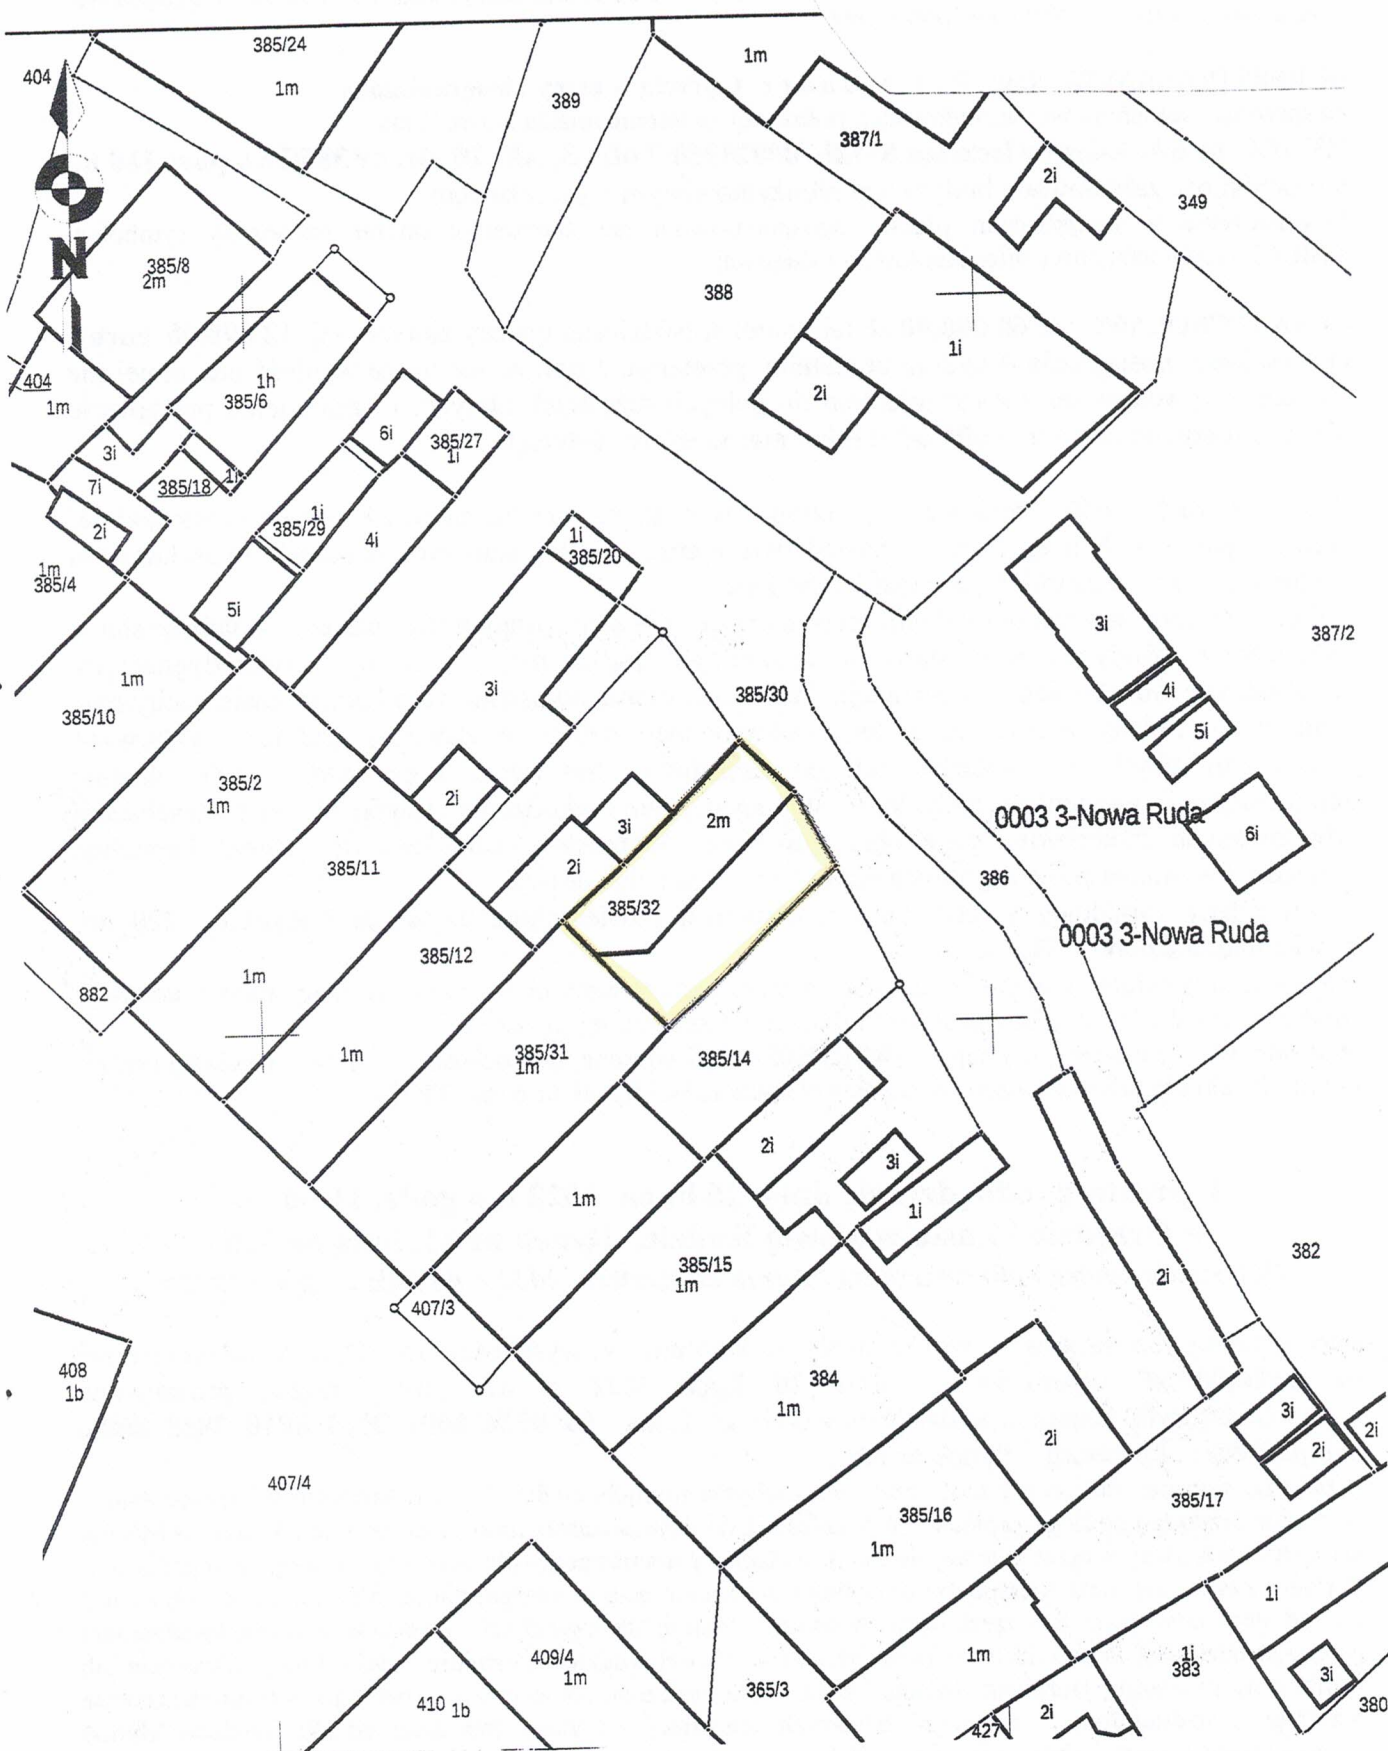 385/24
1m
404
389
1m
387/1
2i
349
385/8
2m
N
388
1i
2i
404
1m
1h
385/6
3i
7i
385/18
1i
2i
6i
385/27
1i
1i
385/29
4i
5i
1m
385/4
1i
385/20
3i
387/2
3i
4i
5i
6i
1m
385/10
385/2
1m
385/30
2i
3i
2m
2i
385/32
0003 3-Nowa Ruda
386
0003 3-Nowa Ruda
385/11
385/12
1m
882
1m
385/31
1m
385/14
2i
3i
1i
1m
385/15
1m
407/3
382
2i
408
1b
384
1m
2i
3i
2i
2i
407/4
385/16
1m
385/17
1i
409/4
1m
410 1b
365/3
1m
1i
383
3i
380
2i
427